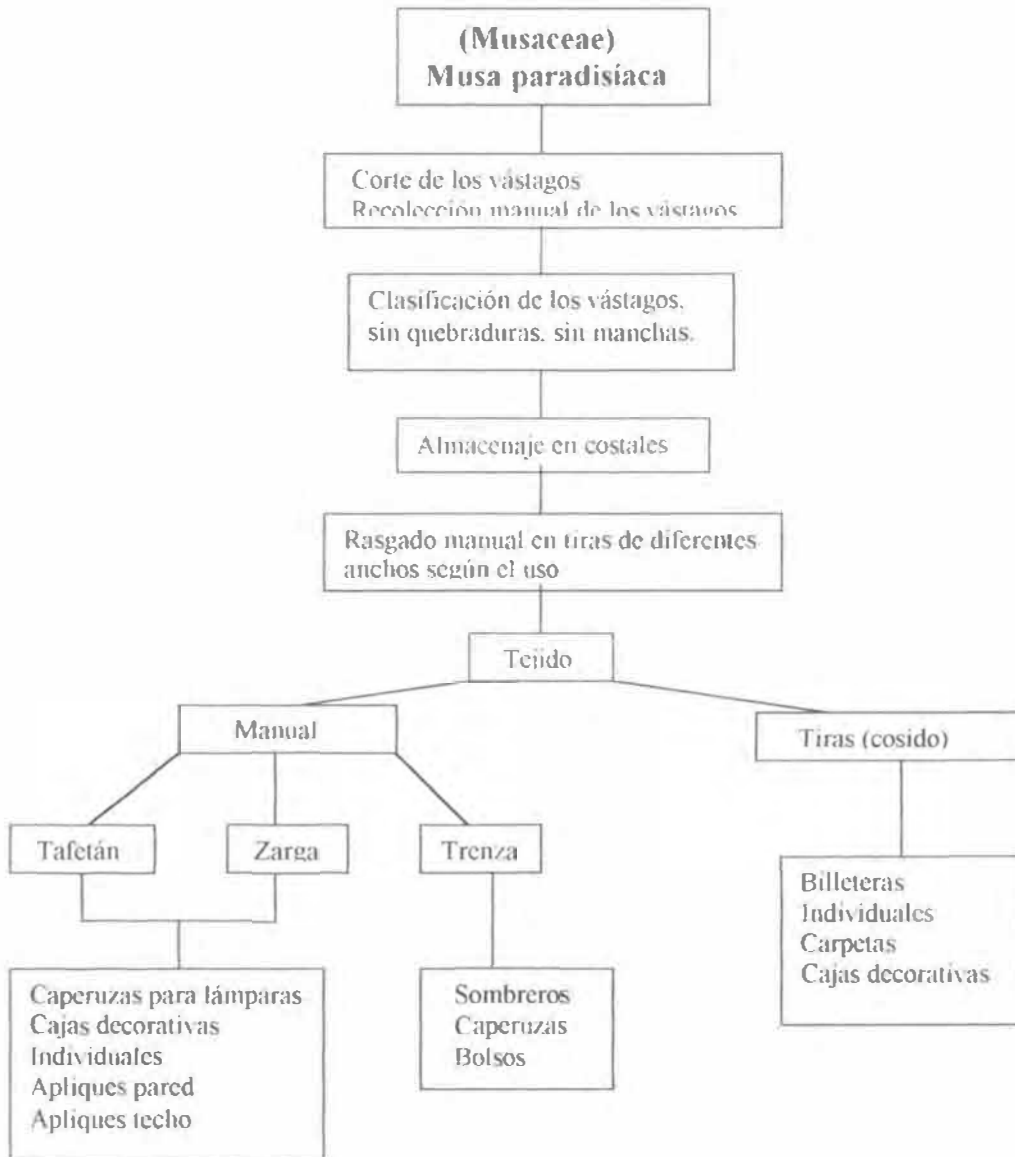 (Musaceae)
Musa paradisíaca
Corte de los vástagos
Recolección manual de los vástagos
Clasificación de los vástagos.
sin quebraduras. sin manchas.
Almacenaje en costales
Rasgado manual en tiras de diferentes
anchos según el uso
Tejido
Manual
Tiras (cosido)
Tafetán
Zarga
Trenza
Billeteras
Individuales
Carpetas
Cajas decorativas
Caperuzas para lámparas
Cajas decorativas
Individuales
Apliques pared
Apliques techo
Sombreros
Caperuzas
Bolsos